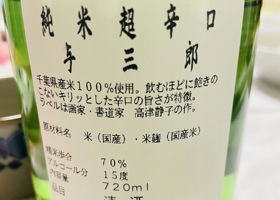 純米超辛口
与三郎
千葉県産米100%使用。飲むほどに飽きの
こないキリッとした辛口の旨さが特徴。
ラベルは画家・書道家 高津静子の作。
原材料名・米（国産）・米麹（国産米）
精米歩合 70%
アルコール分 15度
内容量 720ml
品目 清酒